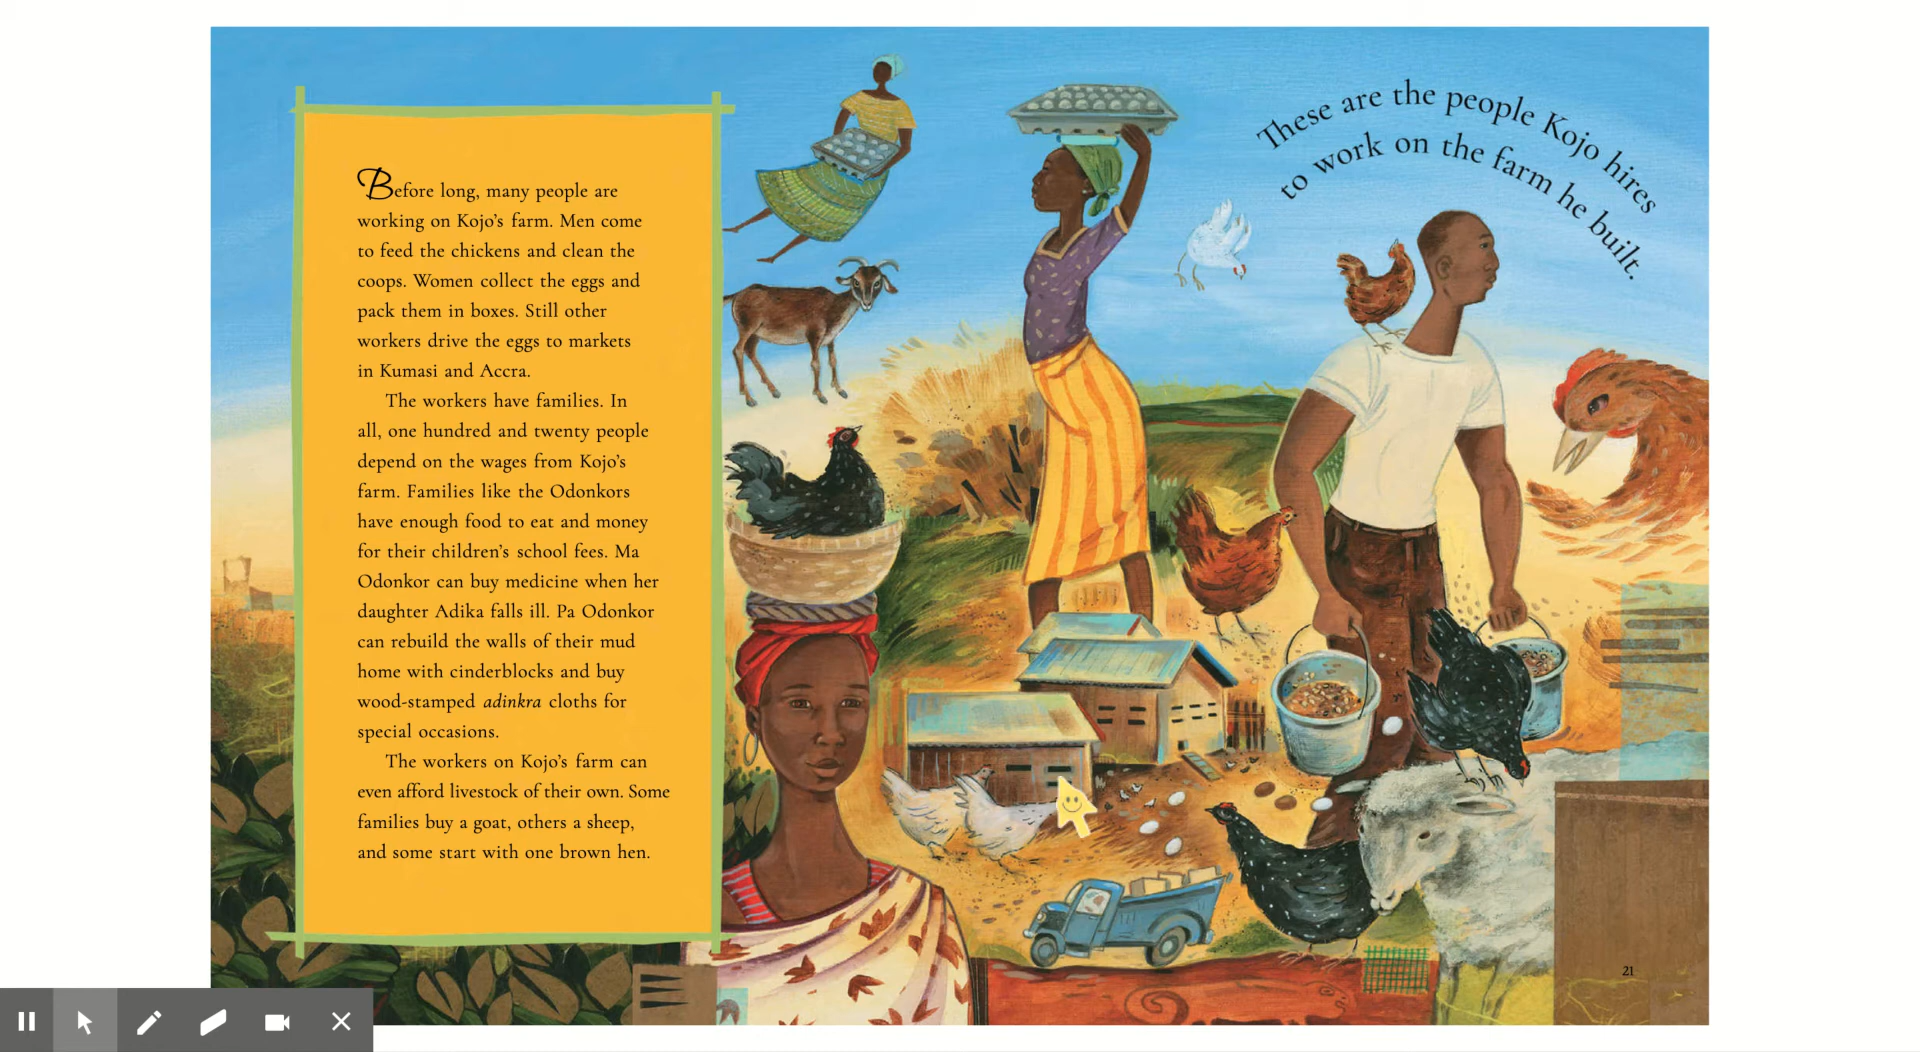 Before long, many people are
working on Kojo's farm. Men come
to feed the chickens and clean the
coops. Women collect the eggs and
pack them in boxes. Still other
workers drive the eggs to markets
in Kumasi and Accra.
The workers have families. In
all, one hundred and twenty people
depend on the wages from Kojo's
farm. Families like the Odonkors
have enough food to eat and money
for their children's school fees. Ma
Odonkor can buy medicine when her
daughter Adika falls ill. Pa Odonkor
can rebuild the walls of their mud
home with cinderblocks and buy
wood-stamped adinkra cloths for
special occasions.
The workers on Kojo's farm can
even afford livestock of their own. Some
families buy a goat, others a sheep,
and some start with one brown hen.
These are the people Kojo hires
to work on the farm he built.
21